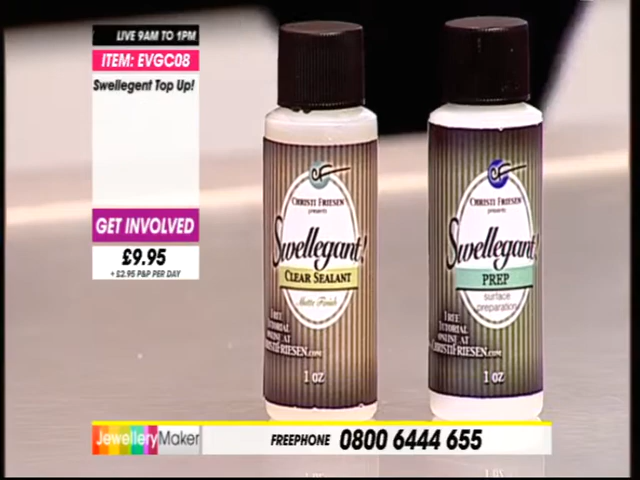 LIVE 9AM TO 1PM
ITEM: EVGC08
Swellegent Top Up!
GET INVOLVED
£9.95
+ £2.95 P&P PER DAY
CF
CHRISTI FRIESEN
presents
Swellegant!
CLEAR SEALANT
Matte Finish
FREE
TUTORIAL
ONLINE AT
CHRISTIFRIESEN.COM
1 OZ
CF
CHRISTI FRIESEN
presents
Swellegant!
PREP
surface
preparation
FREE
TUTORIAL
ONLINE AT
CHRISTIFRIESEN.COM
1 OZ
JewelleryMaker
FREEPHONE 0800 6444 655